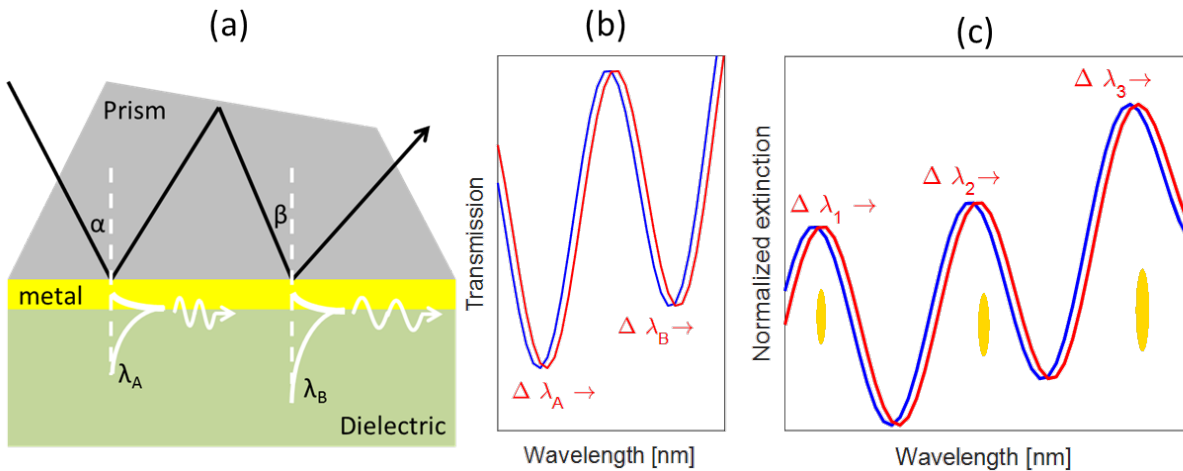 (a)
Prism
α
β
metal
λA
λB
Dielectric
(b)
Transmission
Δ λB →
Δ λA →
Wavelength [nm]
(c)
Normalized extinction
Δ λ1 →
Δ λ2 →
Δ λ3 →
Wavelength [nm]